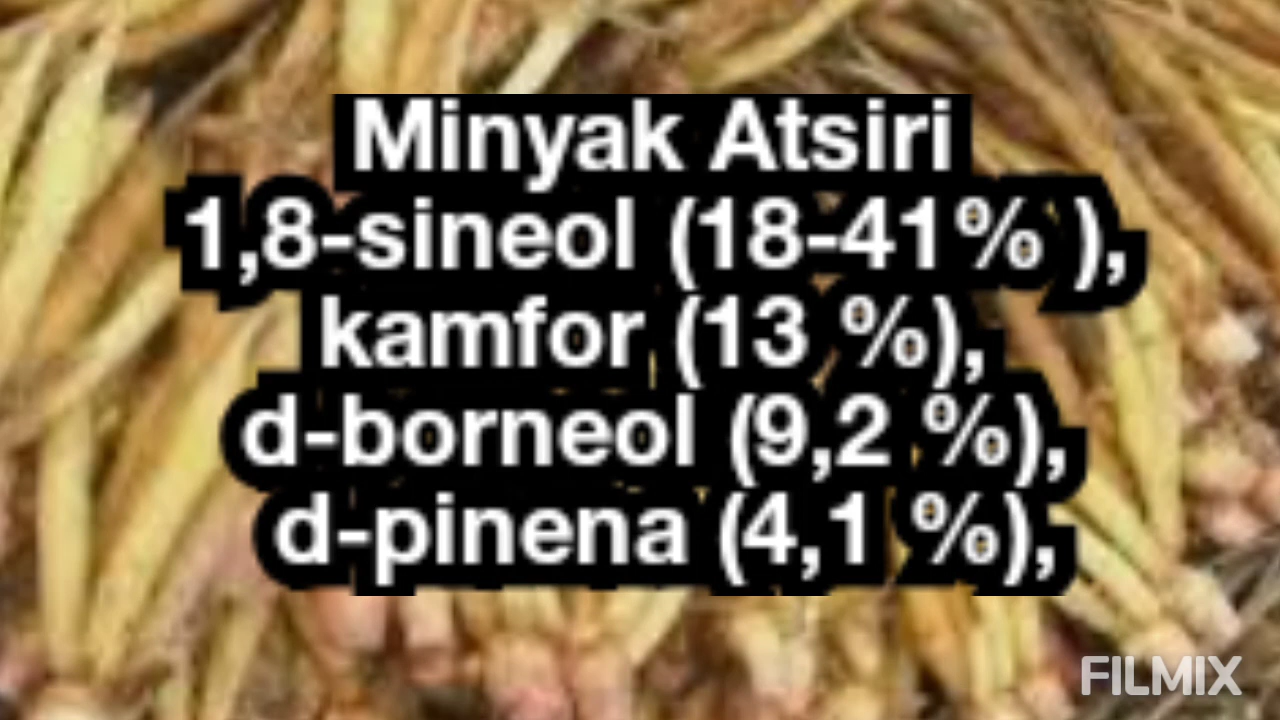 Minyak Atsiri
1,8-sineol (18-41% ),
kamfor (13 %),
d-borneol (9,2 %),
d-pinena (4,1 %),
FILMIX